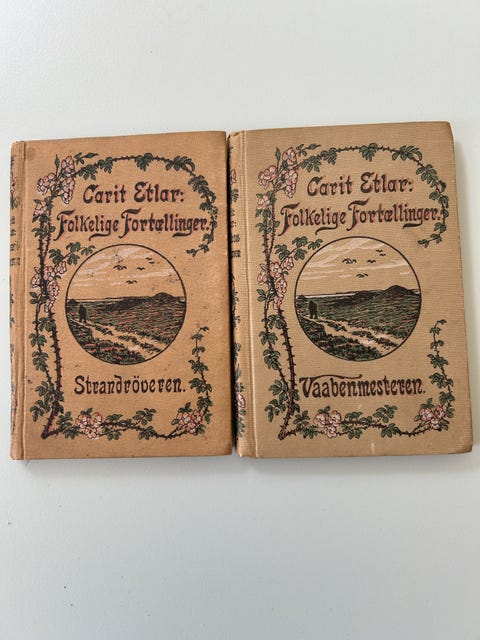 Carit Etlar:
Folkelige Fortællinger.
Strandröveren.
Carit Etlar:
Folkelige Fortællinger.
Vaabenmesteren.